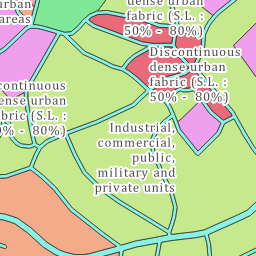 urban
areas
dense urban
fabric (S.L. :
50% - 80%)
Discontinuous
dense urban
fabric (S.L. :
50% - 80%)
continuous
dense urban
fabric (S.L. :
0% - 80%)
Industrial,
commercial,
public,
military and
private units